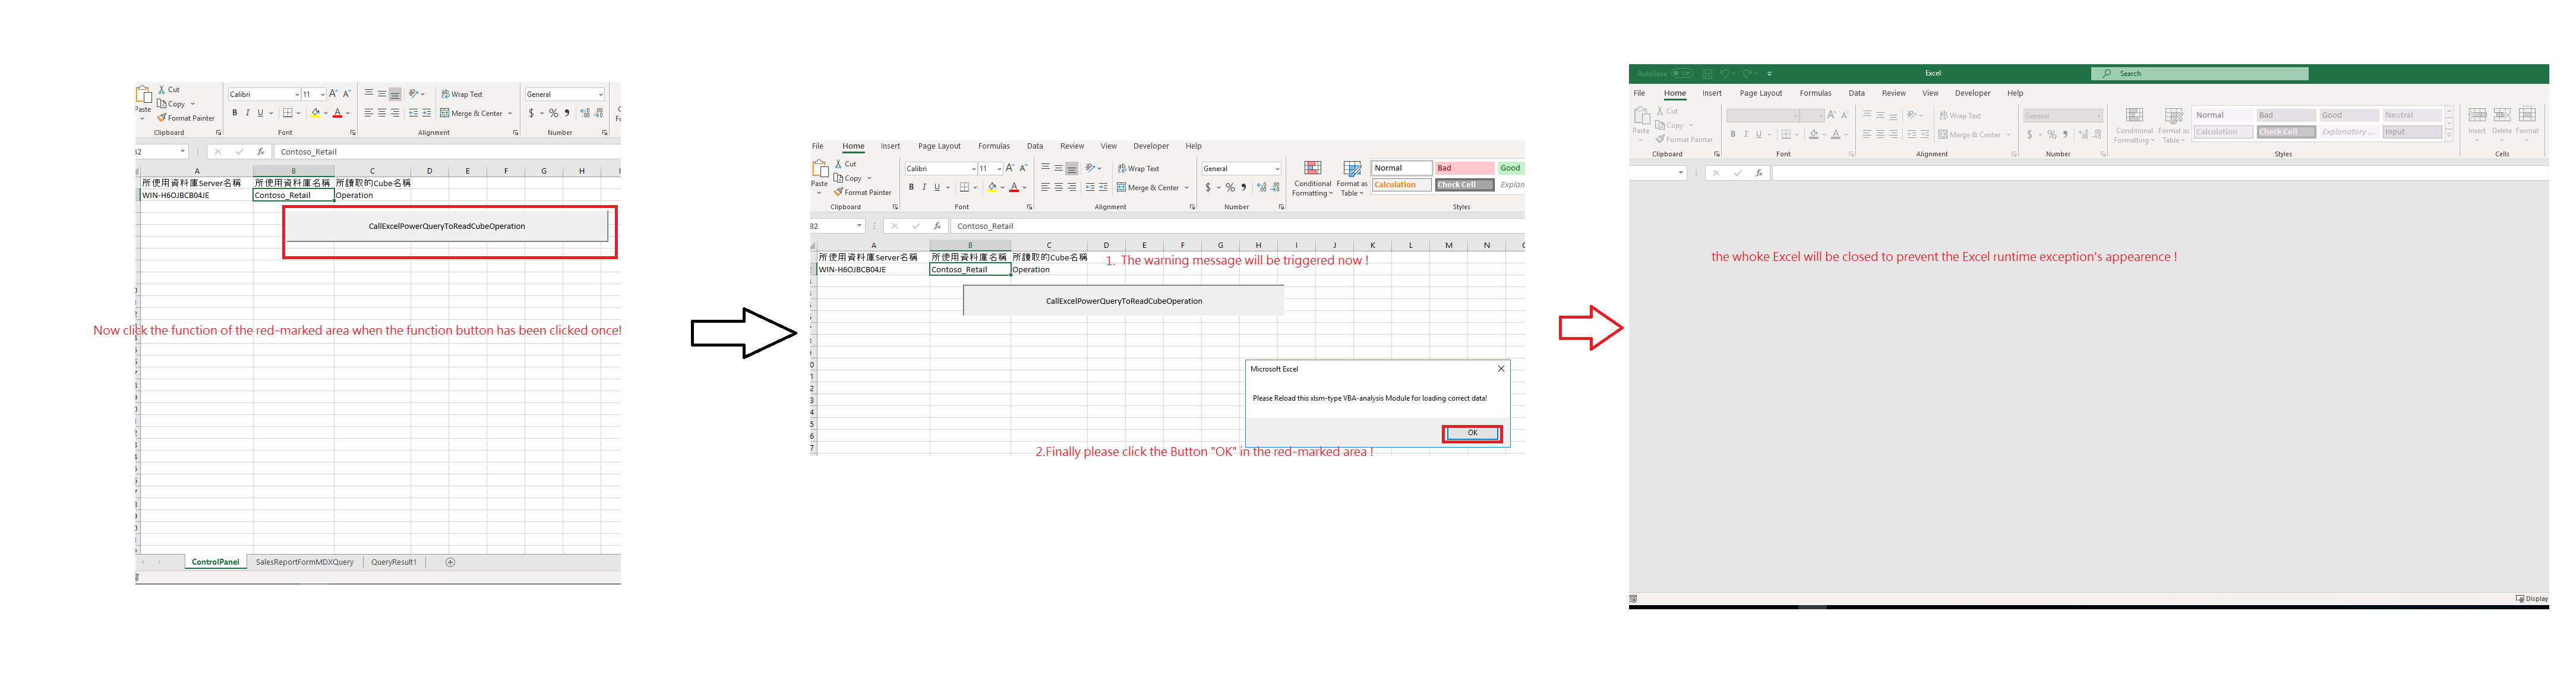 Cut
Copy
Paste
Format Painter
Clipboard
Calibri
11
B I U
Font
Wrap Text
Merge & Center
Alignment
General
$ % 9
Number
Contoso_Retail
A B C D E F G H
所使用資料庫Server名稱 所使用資料庫名稱 所讀取的Cube名稱
WIN-H6OJBCB04JE Contoso_Retail Operation
CallExcelPowerQueryToReadCubeOperation
Now click the function of the red-marked area when the function button has been clicked once!
ControlPanel SalesReportFormMDXQuery QueryResult1
File Home Insert Page Layout Formulas Data Review View Developer Help
Cut
Copy
Paste
Format Painter
Clipboard
Calibri
11
B I U
Font
Wrap Text
Merge & Center
Alignment
General
$ % 9
Number
Conditional Formatting
Format as Table
Normal Bad Good
Calculation Check Cell Explan
Styles
B2
Contoso_Retail
A B C D E F G H I J K L M N
所使用資料庫Server名稱 所使用資料庫名稱 所讀取的Cube名稱
WIN-H6OJBCB04JE Contoso_Retail Operation
1. The warning message will be triggered now !
CallExcelPowerQueryToReadCubeOperation
Microsoft Excel
Please Reload this xlsm-type VBA-analysis Module for loading correct data!
OK
2.Finally please click the Button "OK" in the red-marked area !
AutoSave Off
Excel
Search
File Home Insert Page Layout Formulas Data Review View Developer Help
Cut
Copy
Paste
Format Painter
Clipboard
B I U
Font
Wrap Text
Merge & Center
Alignment
General
$ % 9
Number
Conditional Formatting
Format as Table
Normal Bad Good Neutral
Calculation Check Cell Explanatory ... Input
Styles
Insert Delete Format
Cells
the whoke Excel will be closed to prevent the Excel runtime exception's appearence !
Display